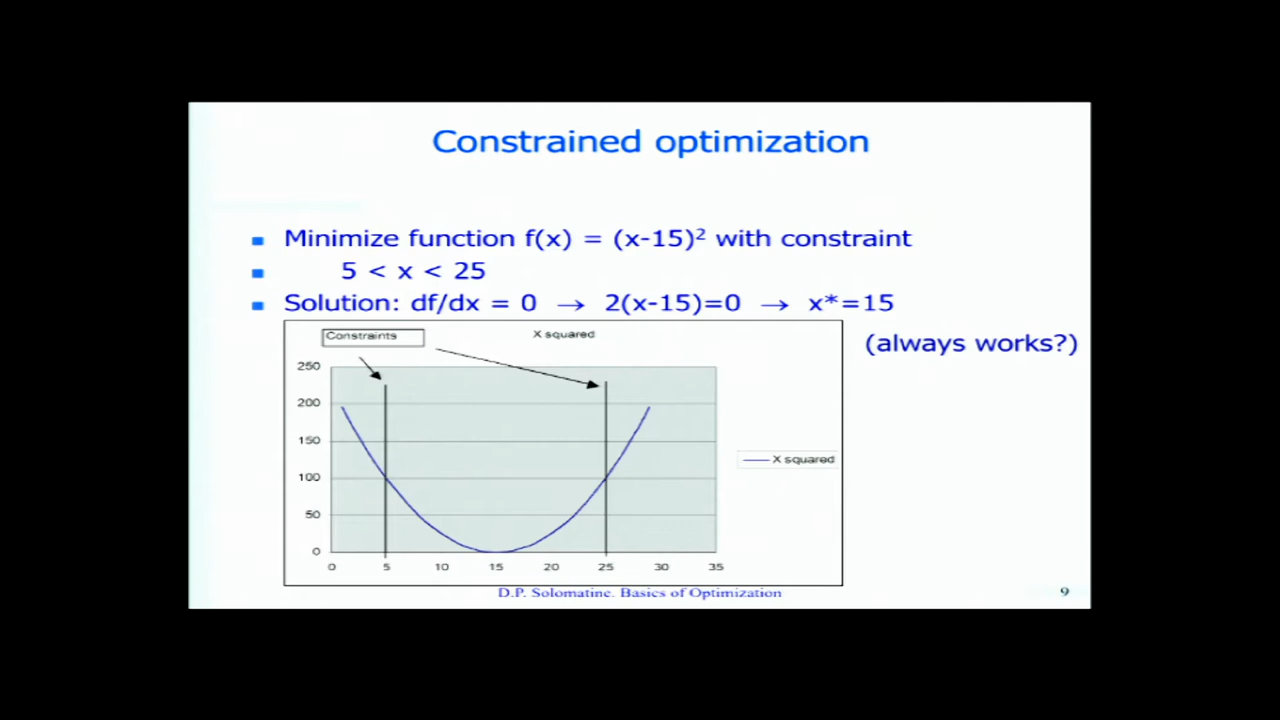 Constrained optimization
Minimize function f(x) = (x-15)² with constraint
5 < x < 25
Solution: df/dx = 0 → 2(x-15)=0 → x*=15
(always works?)
Constraints
X squared
250
200
150
100
50
0
0 5 10 15 20 25 30 35
X squared
D.P. Solomatine. Basics of Optimization
9